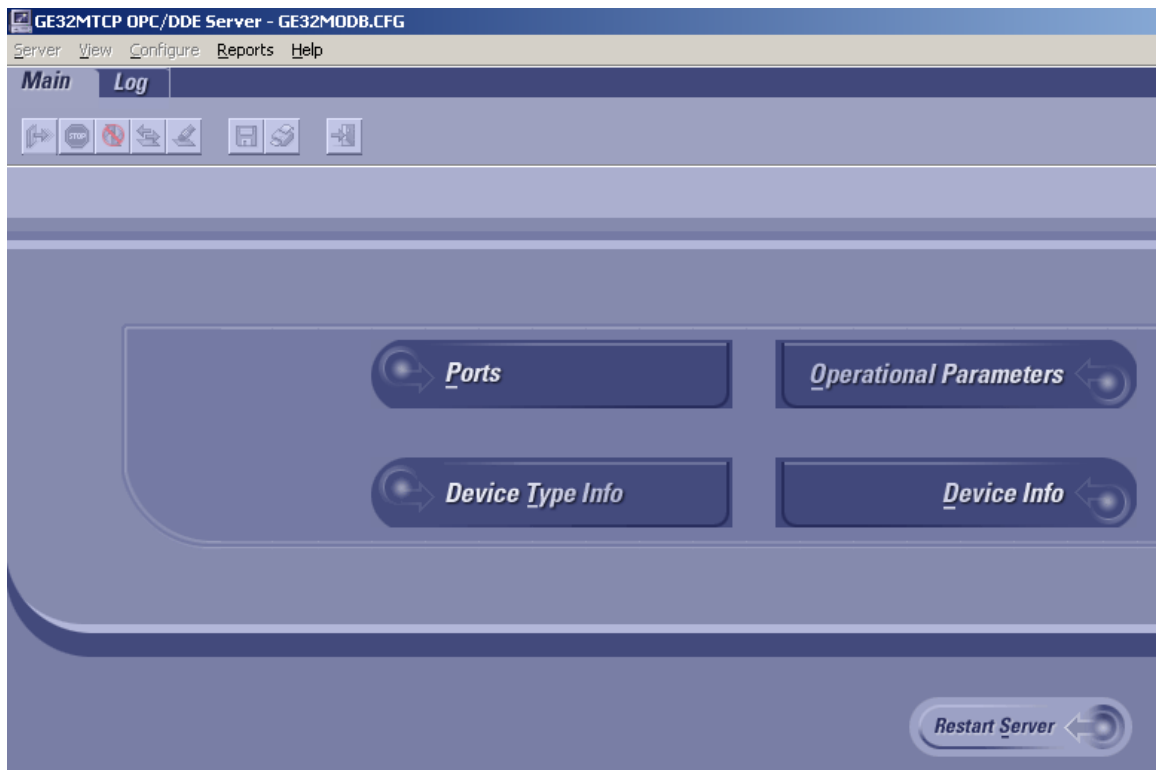 GE32MTCP OPC/DDE Server - GE32MODB.CFG
Server View Configure Reports Help
Main Log
STOP
Ports Operational Parameters
Device Type Info Device Info
Restart Server